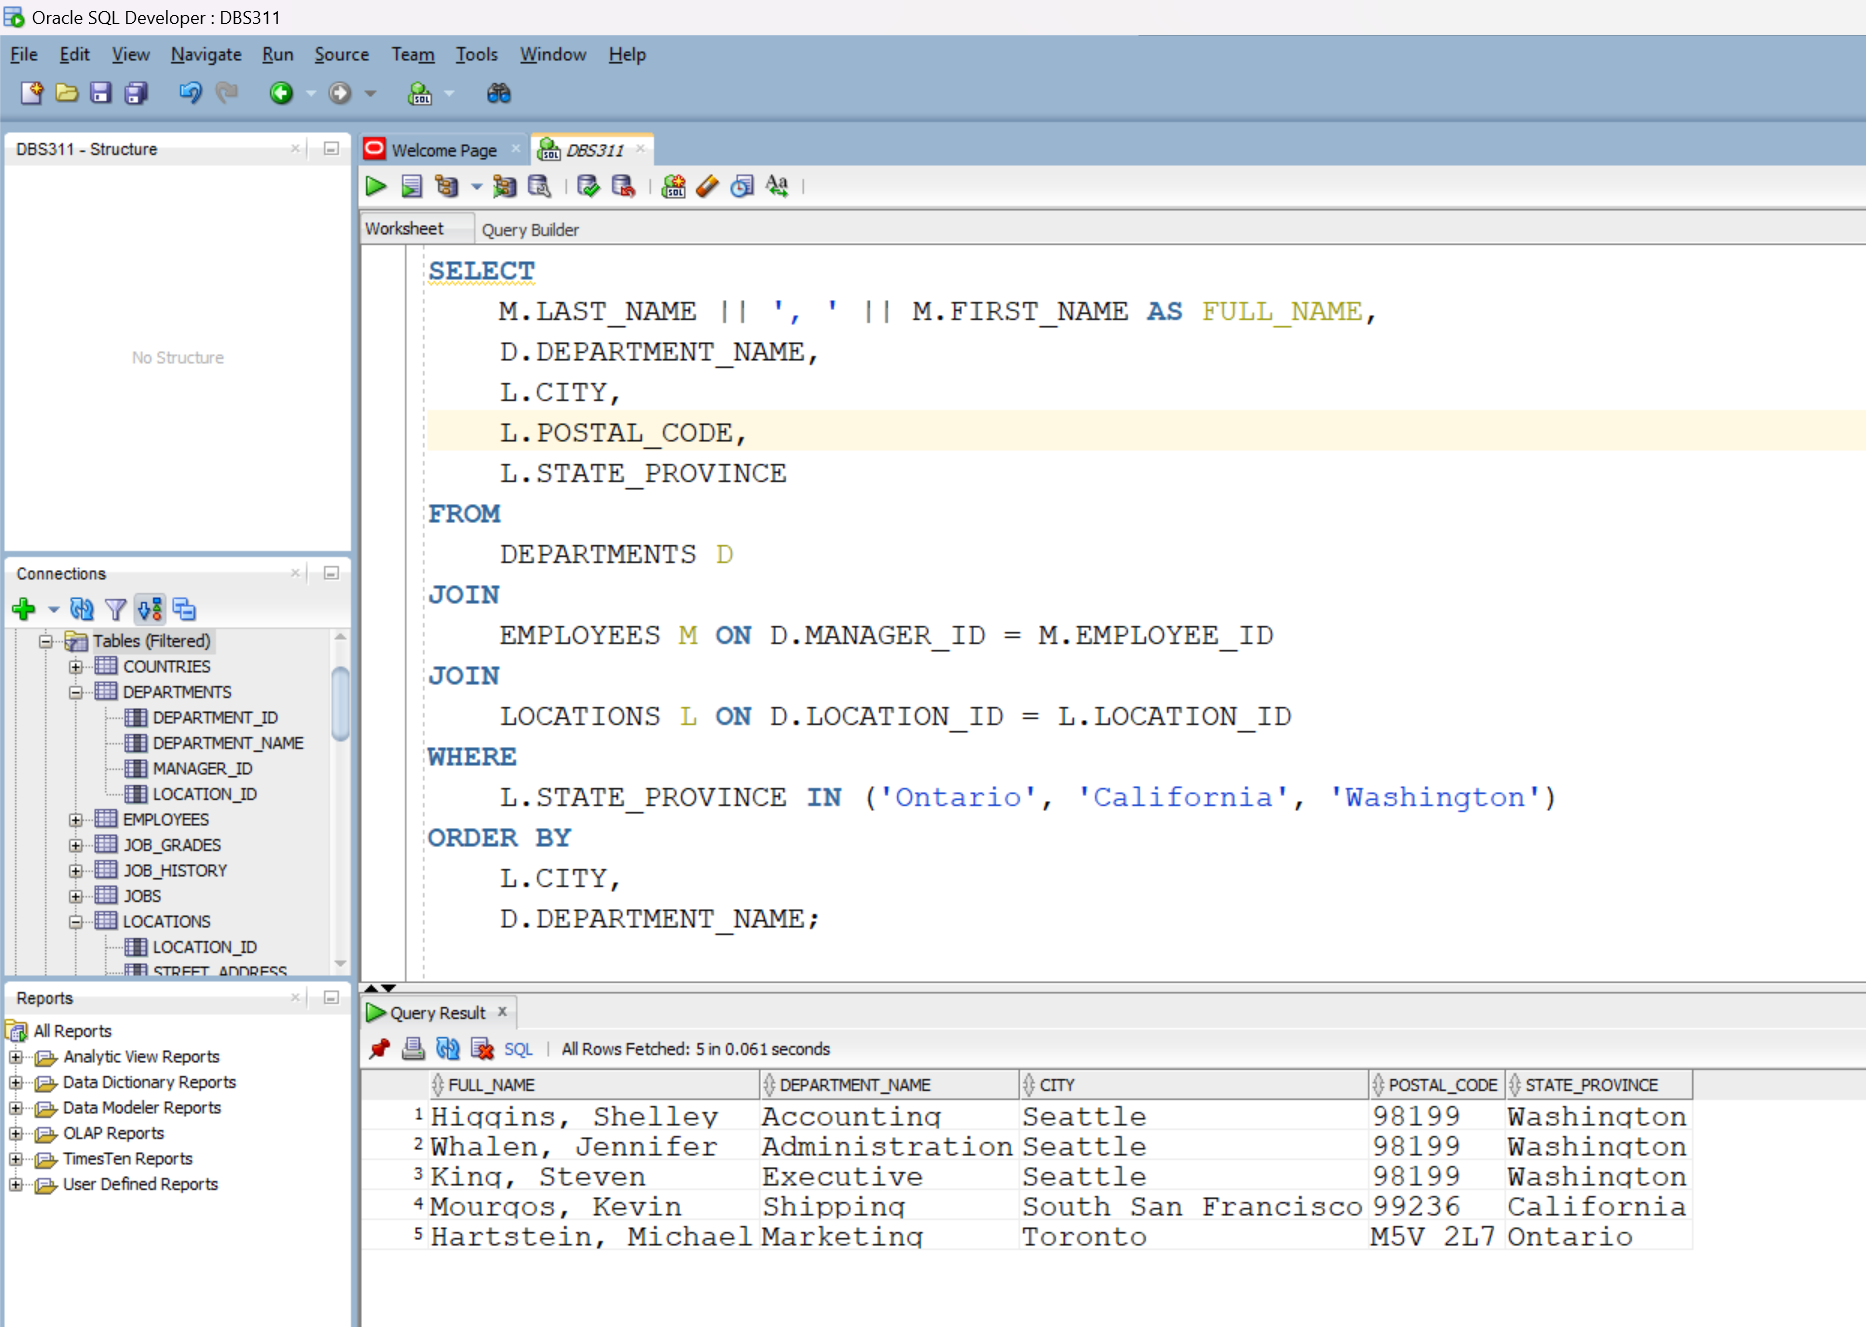 Oracle SQL Developer : DBS311
File Edit View Navigate Run Source Team Tools Window Help
DBS311 - Structure
No Structure
Connections
Tables (Filtered)
COUNTRIES
DEPARTMENTS
DEPARTMENT_ID
DEPARTMENT_NAME
MANAGER_ID
LOCATION_ID
EMPLOYEES
JOB_GRADES
JOB_HISTORY
JOBS
LOCATIONS
LOCATION_ID
STREET_ADDRESS
Reports
All Reports
Analytic View Reports
Data Dictionary Reports
Data Modeler Reports
OLAP Reports
TimesTen Reports
User Defined Reports
Welcome Page DBS311
Worksheet Query Builder
SELECT
M.LAST_NAME || ', ' || M.FIRST_NAME AS FULL_NAME,
D.DEPARTMENT_NAME,
L.CITY,
L.POSTAL_CODE,
L.STATE_PROVINCE
FROM
DEPARTMENTS D
JOIN
EMPLOYEES M ON D.MANAGER_ID = M.EMPLOYEE_ID
JOIN
LOCATIONS L ON D.LOCATION_ID = L.LOCATION_ID
WHERE
L.STATE_PROVINCE IN ('Ontario', 'California', 'Washington')
ORDER BY
L.CITY,
D.DEPARTMENT_NAME;
Query Result
SQL | All Rows Fetched: 5 in 0.061 seconds
FULL_NAME DEPARTMENT_NAME CITY POSTAL_CODE STATE_PROVINCE
1 Higgins, Shelley Accounting Seattle 98199 Washington
2 Whalen, Jennifer Administration Seattle 98199 Washington
3 King, Steven Executive Seattle 98199 Washington
4 Mourgos, Kevin Shipping South San Francisco 99236 California
5 Hartstein, Michael Marketing Toronto M5V 2L7 Ontario